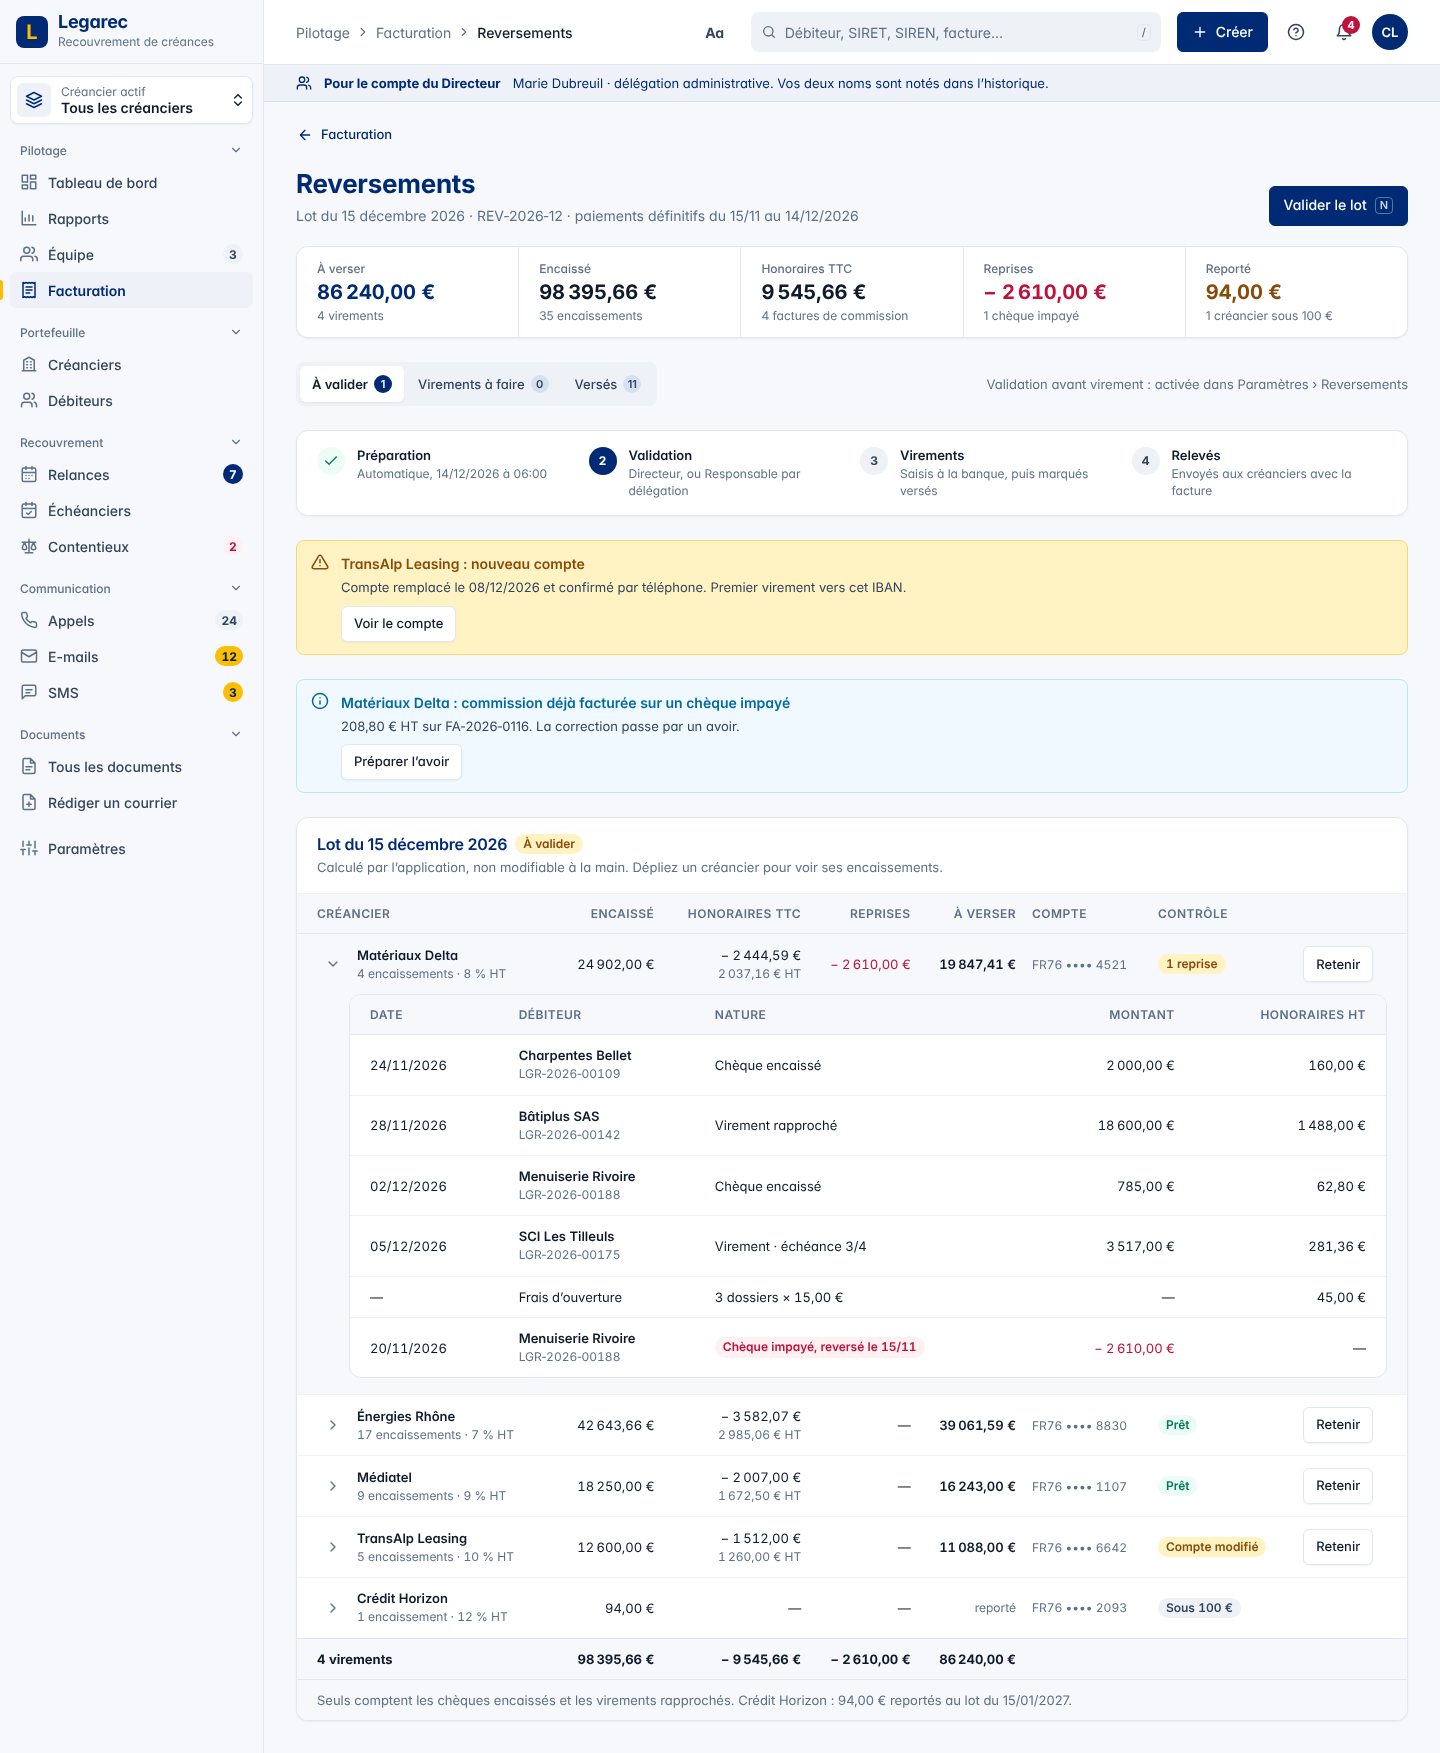 L
Legarec
Recouvrement de créances
Pilotage
Facturation
Reversements
Aa
Débiteur, SIRET, SIREN, facture...
/
Créer
4
CL
Pour le compte du Directeur Marie Dubreuil · délégation administrative. Vos deux noms sont notés dans l’historique.
Créancier actif
Tous les créanciers
Pilotage
Tableau de bord
Rapports
Équipe 3
Facturation
Portefeuille
Créanciers
Débiteurs
Recouvrement
Relances 7
Échéanciers
Contentieux 2
Communication
Appels 24
E-mails 12
SMS 3
Documents
Tous les documents
Rédiger un courrier
Paramètres
Facturation
Reversements
Lot du 15 décembre 2026 · REV-2026-12 · paiements définitifs du 15/11 au 14/12/2026
Valider le lot N
À verser
86 240,00 €
4 virements
Encaissé
98 395,66 €
35 encaissements
Honoraires TTC
9 545,66 €
4 factures de commission
Reprises
− 2 610,00 €
1 chèque impayé
Reporté
94,00 €
1 créancier sous 100 €
À valider 1
Virements à faire 0
Versés 11
Validation avant virement : activée dans Paramètres › Reversements
Préparation
Automatique, 14/12/2026 à 06:00
2
Validation
Directeur, ou Responsable par
délégation
3
Virements
Saisis à la banque, puis marqués
versés
4
Relevés
Envoyés aux créanciers avec la
facture
TransAlp Leasing : nouveau compte
Compte remplacé le 08/12/2026 et confirmé par téléphone. Premier virement vers cet IBAN.
Voir le compte
Matériaux Delta : commission déjà facturée sur un chèque impayé
208,80 € HT sur FA-2026-0116. La correction passe par un avoir.
Préparer l’avoir
Lot du 15 décembre 2026 À valider
Calculé par l’application, non modifiable à la main. Dépliez un créancier pour voir ses encaissements.
CRÉANCIER ENCAISSÉ HONORAIRES TTC REPRISES À VERSER COMPTE CONTRÔLE
Matériaux Delta
4 encaissements · 8 % HT
24 902,00 €
− 2 444,59 €
2 037,16 € HT
− 2 610,00 €
19 847,41 €
FR76 •••• 4521
1 reprise
Retenir
DATE DÉBITEUR NATURE MONTANT HONORAIRES HT
24/11/2026
Charpentes Bellet
LGR-2026-00109
Chèque encaissé
2 000,00 €
160,00 €
28/11/2026
Bâtiplus SAS
LGR-2026-00142
Virement rapproché
18 600,00 €
1 488,00 €
02/12/2026
Menuiserie Rivoire
LGR-2026-00188
Chèque encaissé
785,00 €
62,80 €
05/12/2026
SCI Les Tilleuls
LGR-2026-00175
Virement · échéance 3/4
3 517,00 €
281,36 €
— Frais d’ouverture 3 dossiers × 15,00 € — 45,00 €
20/11/2026
Menuiserie Rivoire
LGR-2026-00188
Chèque impayé, reversé le 15/11
− 2 610,00 €
—
Énergies Rhône
17 encaissements · 7 % HT
42 643,66 €
− 3 582,07 €
2 985,06 € HT
—
39 061,59 €
FR76 •••• 8830
Prêt
Retenir
Médiatel
9 encaissements · 9 % HT
18 250,00 €
− 2 007,00 €
1 672,50 € HT
—
16 243,00 €
FR76 •••• 1107
Prêt
Retenir
TransAlp Leasing
5 encaissements · 10 % HT
12 600,00 €
− 1 512,00 €
1 260,00 € HT
—
11 088,00 €
FR76 •••• 6642
Compte modifié
Retenir
Crédit Horizon
1 encaissement · 12 % HT
94,00 €
—
—
reporté
FR76 •••• 2093
Sous 100 €
4 virements 98 395,66 € − 9 545,66 € − 2 610,00 € 86 240,00 €
Seuls comptent les chèques encaissés et les virements rapprochés. Crédit Horizon : 94,00 € reportés au lot du 15/01/2027.